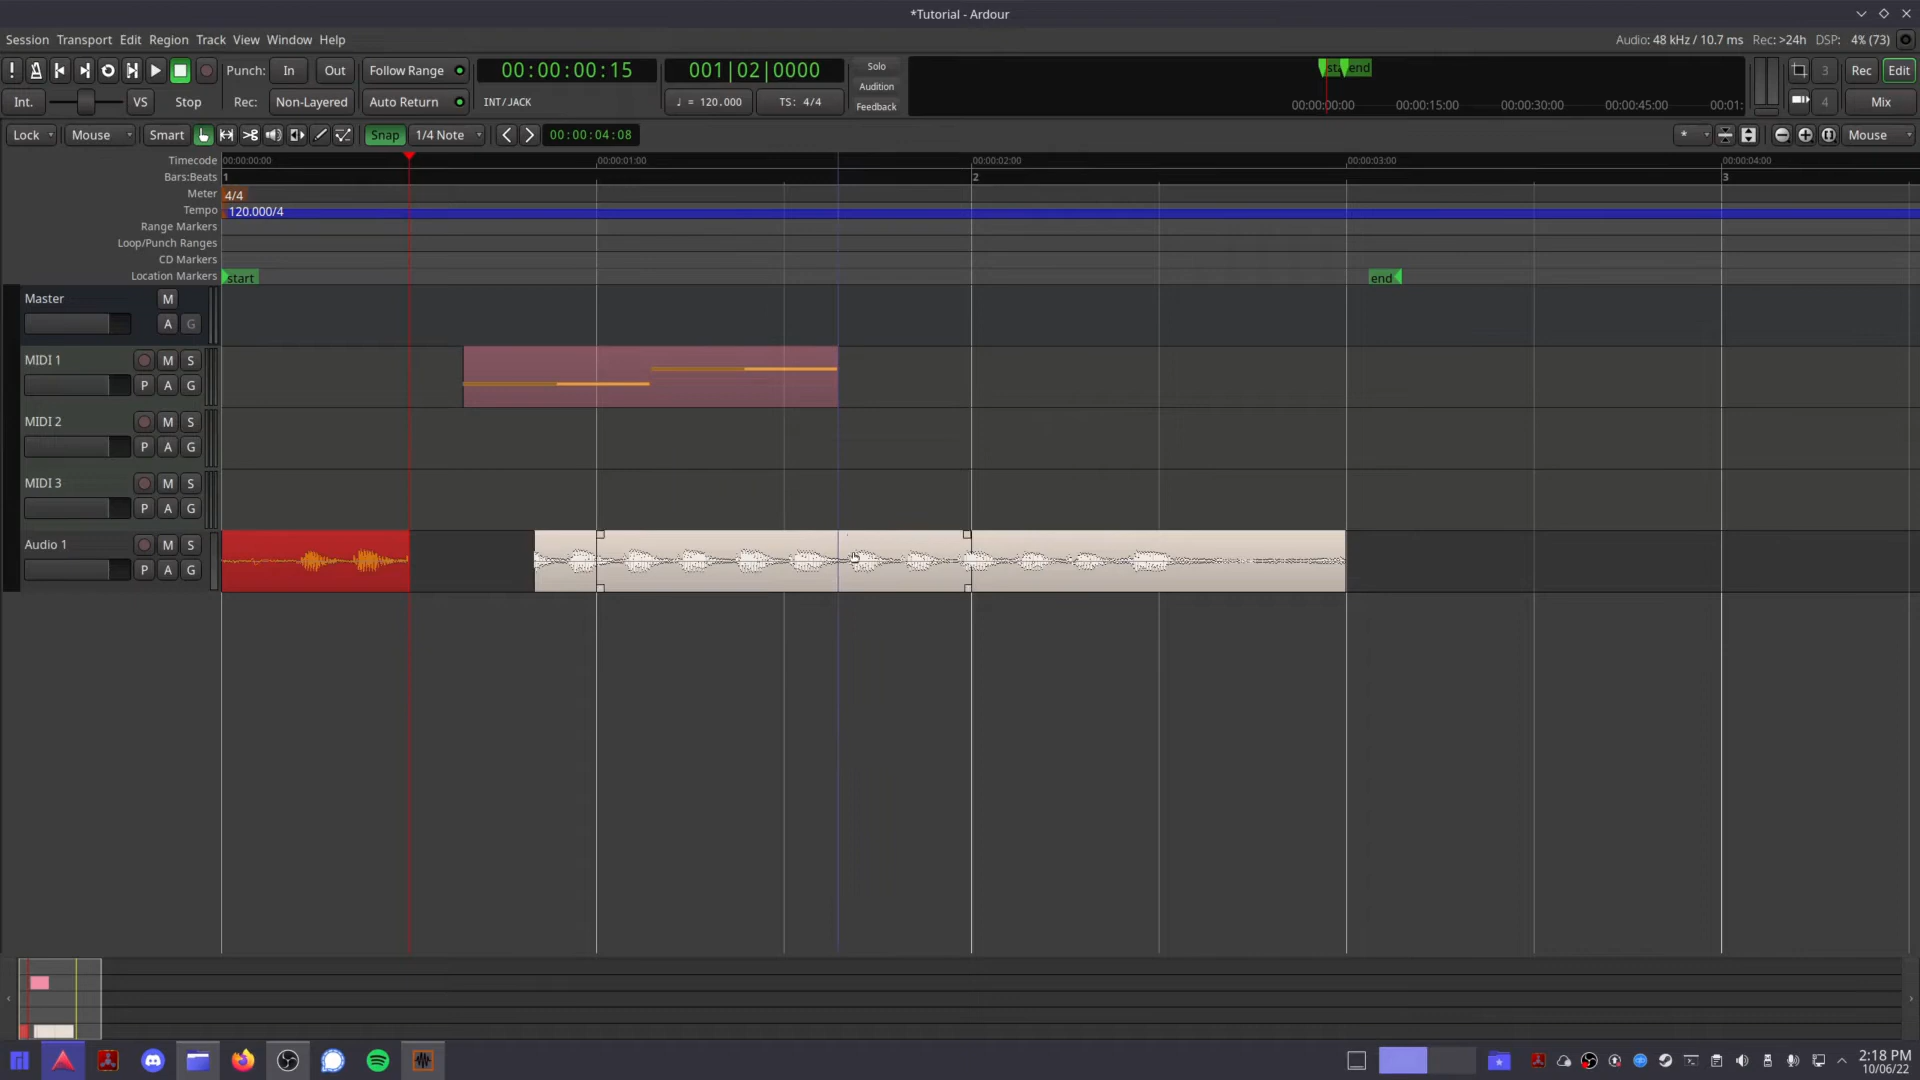 *Tutorial - Ardour
Session Transport Edit Region Track View Window Help
Audio: 48 kHz / 10.7 ms Rec: >24h DSP: 4% (73)
Punch: In Out Follow Range 00:00:00:15 001|02|0000 Solo
start end
3 Rec Edit
Audition
Int. VS Stop Rec: Non-Layered Auto Return INT/JACK ♩ = 120.000 TS: 4/4 Feedback
00:00:00:00 00:00:15:00 00:00:30:00 00:00:45:00 00:01:
4 Mix
Lock Mouse Smart Snap 1/4 Note 00:00:04:08 * Mouse
Timecode 00:00:00:00 00:00:01:00 00:00:02:00 00:00:03:00 00:00:04:00
Bars:Beats 1 2 3
Meter 4/4
Tempo 120.000/4
Range Markers
Loop/Punch Ranges
CD Markers
Location Markers start end
Master M
A G
MIDI 1 M S
P A G
MIDI 2 M S
P A G
MIDI 3 M S
P A G
Audio 1 M S
P A G
2:18 PM
10/06/22